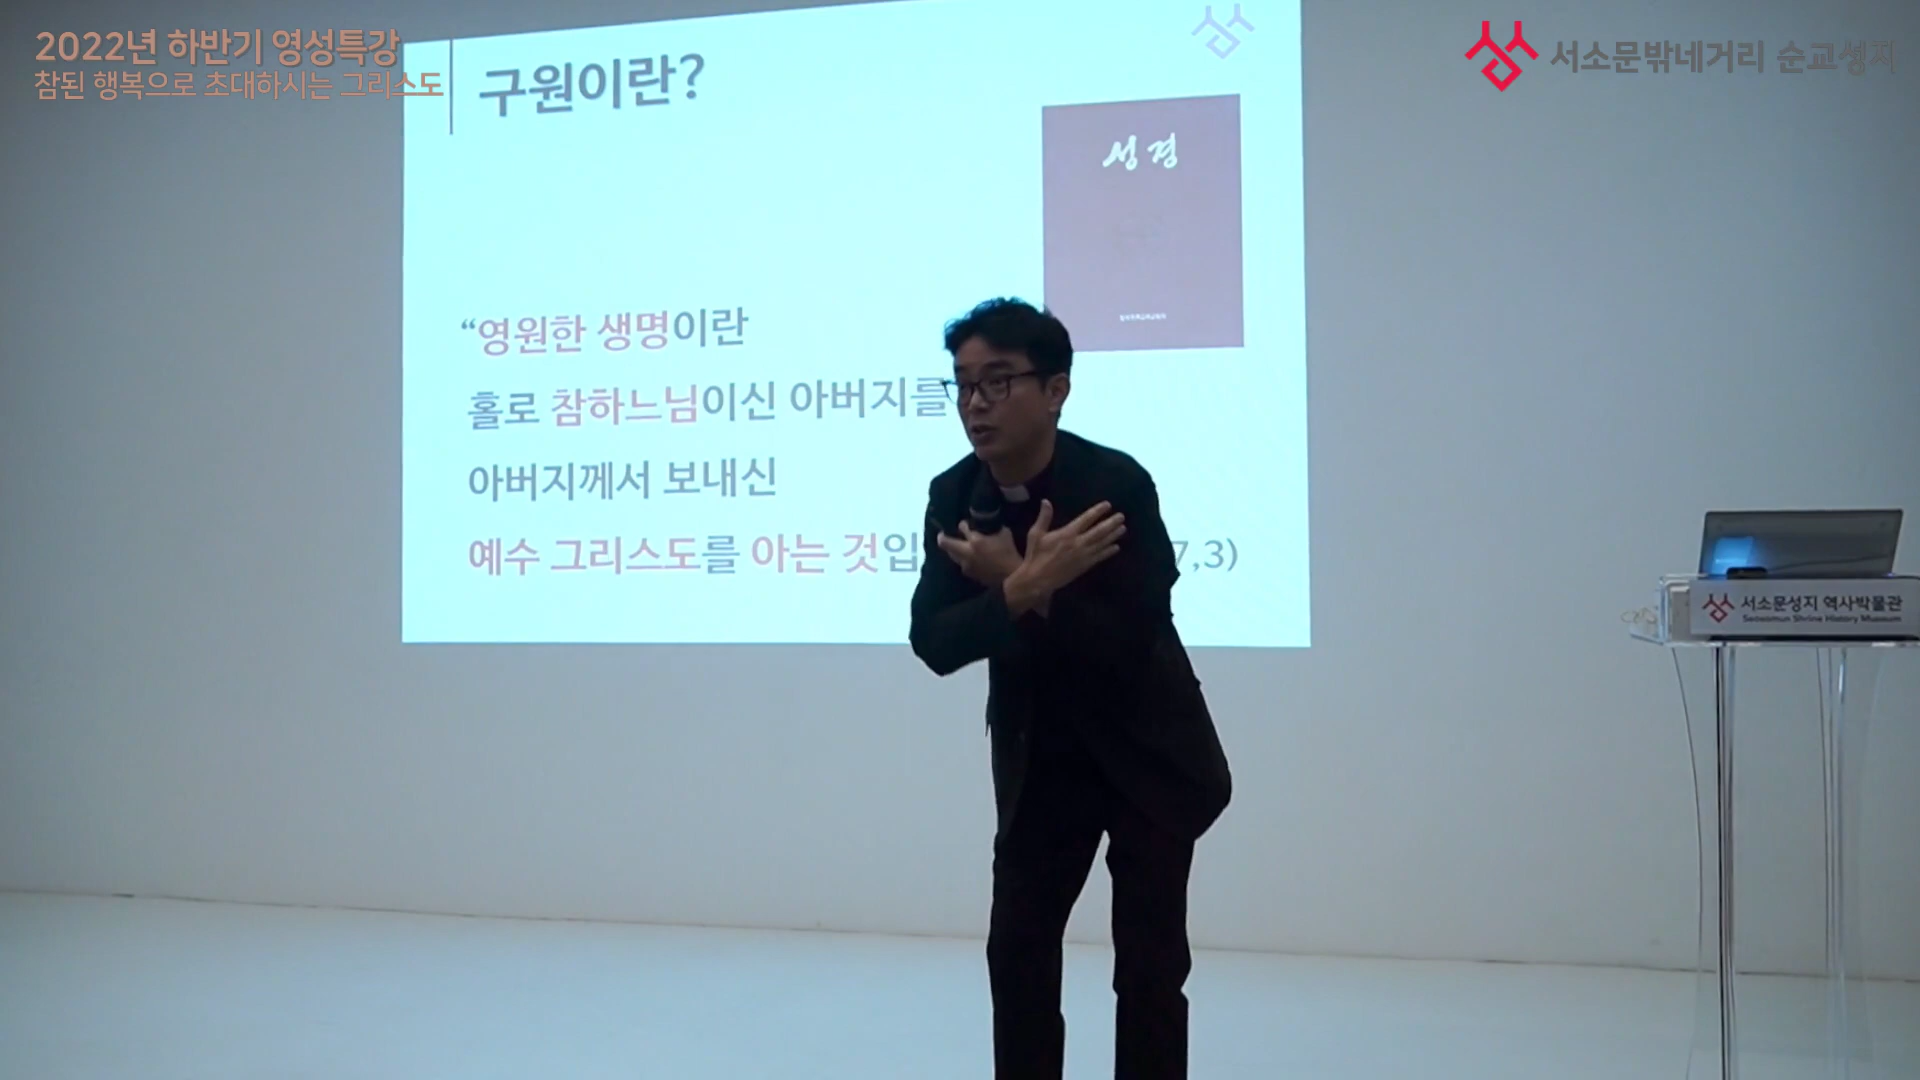 2022년 하반기 영성특강
참된 행복으로 초대하시는 그리스도
서소문밖네거리 순교성지
구원이란?
성경
“영원한 생명이란
홀로 참하느님이신 아버지를
아버지께서 보내신
예수 그리스도를 아는 것입 7,3)
서소문성지 역사박물관
Seosomun Shrine History Museum